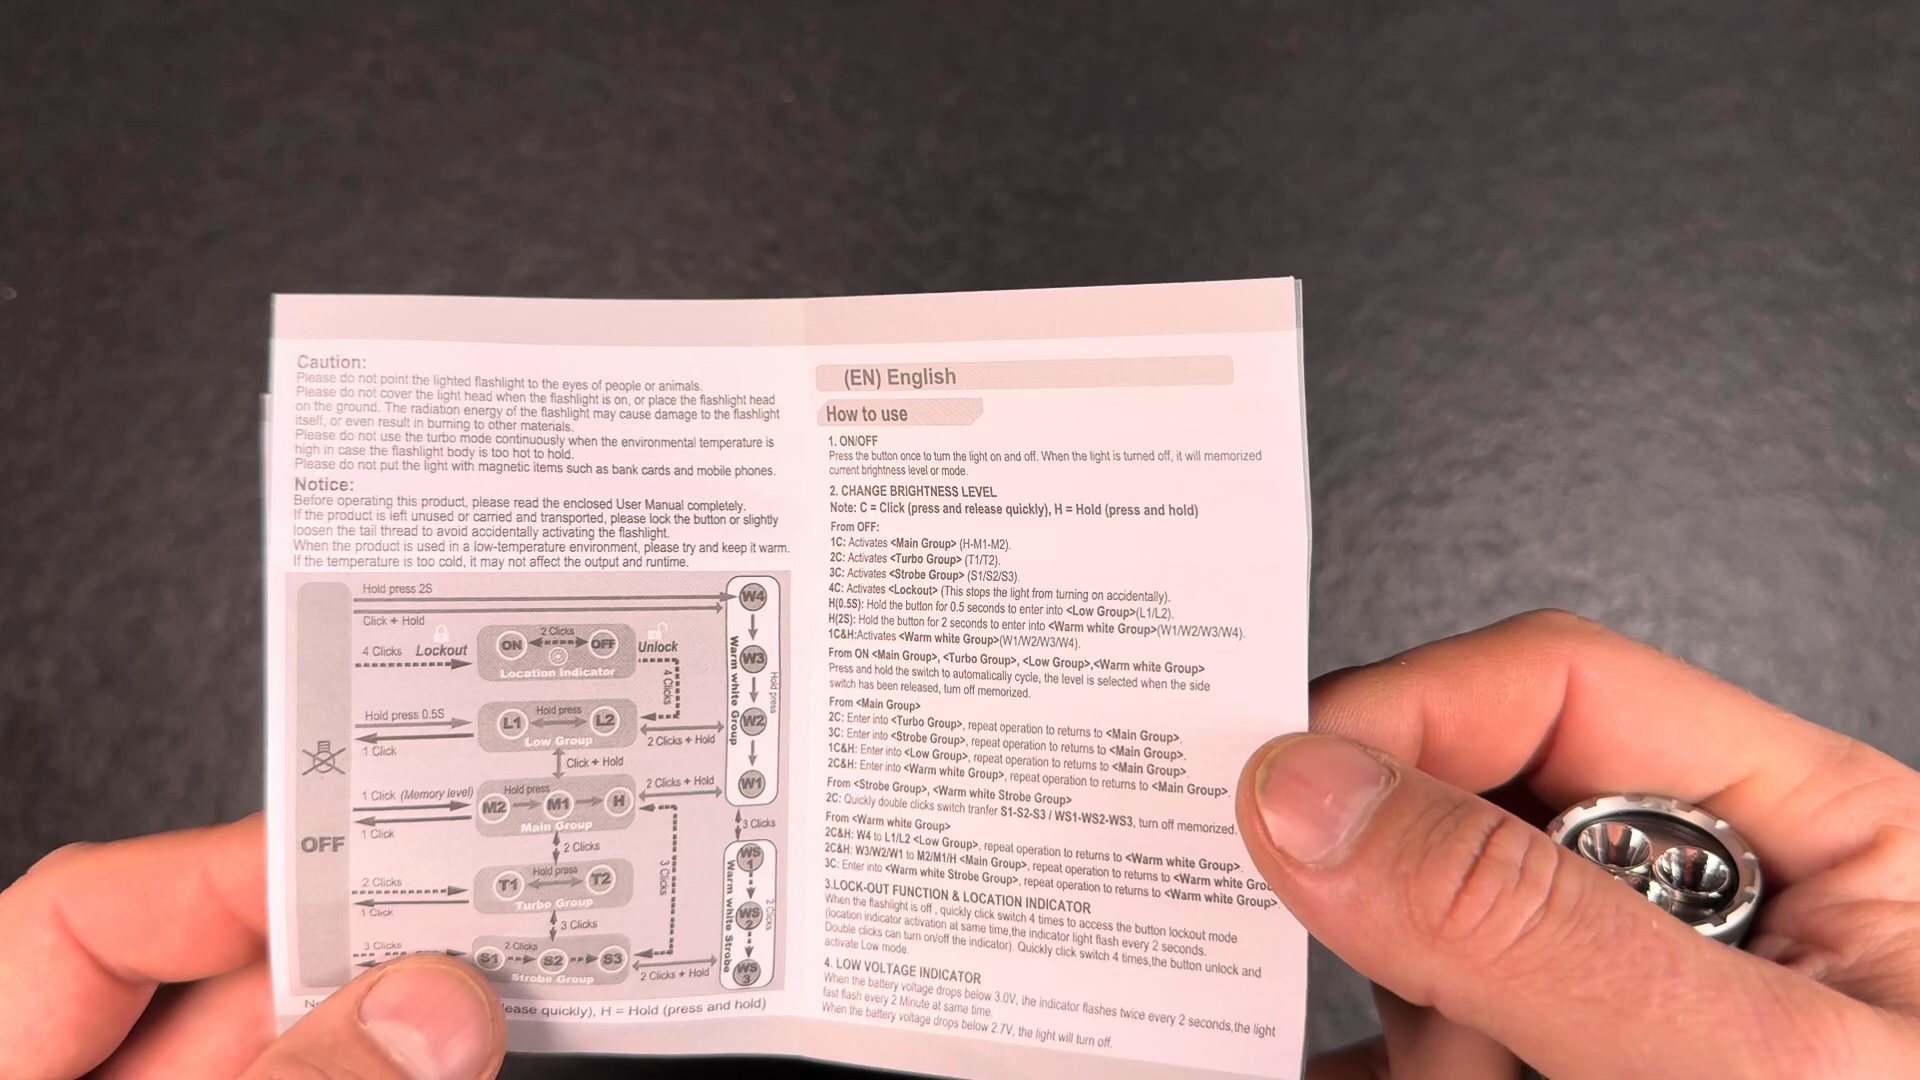 Caution:
Please do not point the lighted flashlight to the eyes of people or animals.
Please do not cover the light head when the flashlight is on, or place the flashlight head
on the ground. The radiation energy of the flashlight may cause damage to the flashlight
itself, or even result in burning to other materials.
Please do not use the turbo mode continuously when the environmental temperature is
high in case the flashlight body is too hot to hold.
Please do not put the light with magnetic items such as bank cards and mobile phones.
Notice:
Before operating this product, please read the enclosed User Manual completely.
If the product is left unused or carried and transported, please lock the button or slightly
loosen the tail thread to avoid accidentally activating the flashlight.
When the product is used in a low-temperature environment, please try and keep it warm.
If the temperature is too cold, it may not affect the output and runtime.
Hold press 2S
Click + Hold
4 Clicks Lockout
ON
2 Clicks
OFF
Location Indicator
Unlock
4 Clicks
Hold press 0.5S
1 Click
L1
Hold press
L2
Low Group
2 Clicks + Hold
Click + Hold
1 Click (Memory level)
1 Click
M2
Hold press
M1
H
Main Group
2 Clicks + Hold
2 Clicks
3 Clicks
OFF
2 Clicks
1 Click
T1
Hold press
T2
Turbo Group
3 Clicks
3 Clicks
S1
2 Clicks
S2
S3
Strobe Group
2 Clicks + Hold
W4
W3
W2
W1
Warm white Group
Hold press
3 Clicks
WS
1
WS
2
WS
3
Warm white Strobe
2 Clicks
ease quickly), H = Hold (press and hold)
(EN) English
How to use
1. ON/OFF
Press the button once to turn the light on and off. When the light is turned off, it will memorized
current brightness level or mode.
2. CHANGE BRIGHTNESS LEVEL
Note: C = Click (press and release quickly), H = Hold (press and hold)
From OFF:
1C: Activates <Main Group> (H-M1-M2).
2C: Activates <Turbo Group> (T1/T2).
3C: Activates <Strobe Group> (S1/S2/S3).
4C: Activates <Lockout> (This stops the light from turning on accidentally).
H(0.5S): Hold the button for 0.5 seconds to enter into <Low Group>(L1/L2).
H(2S): Hold the button for 2 seconds to enter into <Warm white Group>(W1/W2/W3/W4).
1C&H:Activates <Warm white Group>(W1/W2/W3/W4).
From ON <Main Group>, <Turbo Group>, <Low Group>,<Warm white Group>
Press and hold the switch to automatically cycle, the level is selected when the side
switch has been released, turn off memorized.
From <Main Group>
2C: Enter into <Turbo Group>, repeat operation to returns to <Main Group>.
3C: Enter into <Strobe Group>, repeat operation to returns to <Main Group>.
1C&H: Enter into <Low Group>, repeat operation to returns to <Main Group>.
2C&H: Enter into <Warm white Group>, repeat operation to returns to <Main Group>.
From <Strobe Group>, <Warm white Strobe Group>
2C: Quickly double clicks switch tranfer S1-S2-S3 / WS1-WS2-WS3, turn off memorized.
From <Warm white Group>
2C&H: W4 to L1/L2 <Low Group>, repeat operation to returns to <Warm white Group>.
2C&H: W3/W2/W1 to M2/M1/H <Main Group>, repeat operation to returns to <Warm white Grou
3C: Enter into <Warm white Strobe Group>, repeat operation to returns to <Warm white Group>.
3.LOCK-OUT FUNCTION & LOCATION INDICATOR
When the flashlight is off , quickly click switch 4 times to access the button lockout mode
(location indicator activation at same time,the indicator light flash every 2 seconds.
Double clicks can turn on/off the indicator). Quickly click switch 4 times,the button unlock and
activate Low mode.
4. LOW VOLTAGE INDICATOR
When the battery voltage drops below 3.0V, ihe indicator flashes twice every 2 seconds,the light
fast flash every 2 Minute at same time.
When the battery voltage drops below 2.7V, the light will turn off.